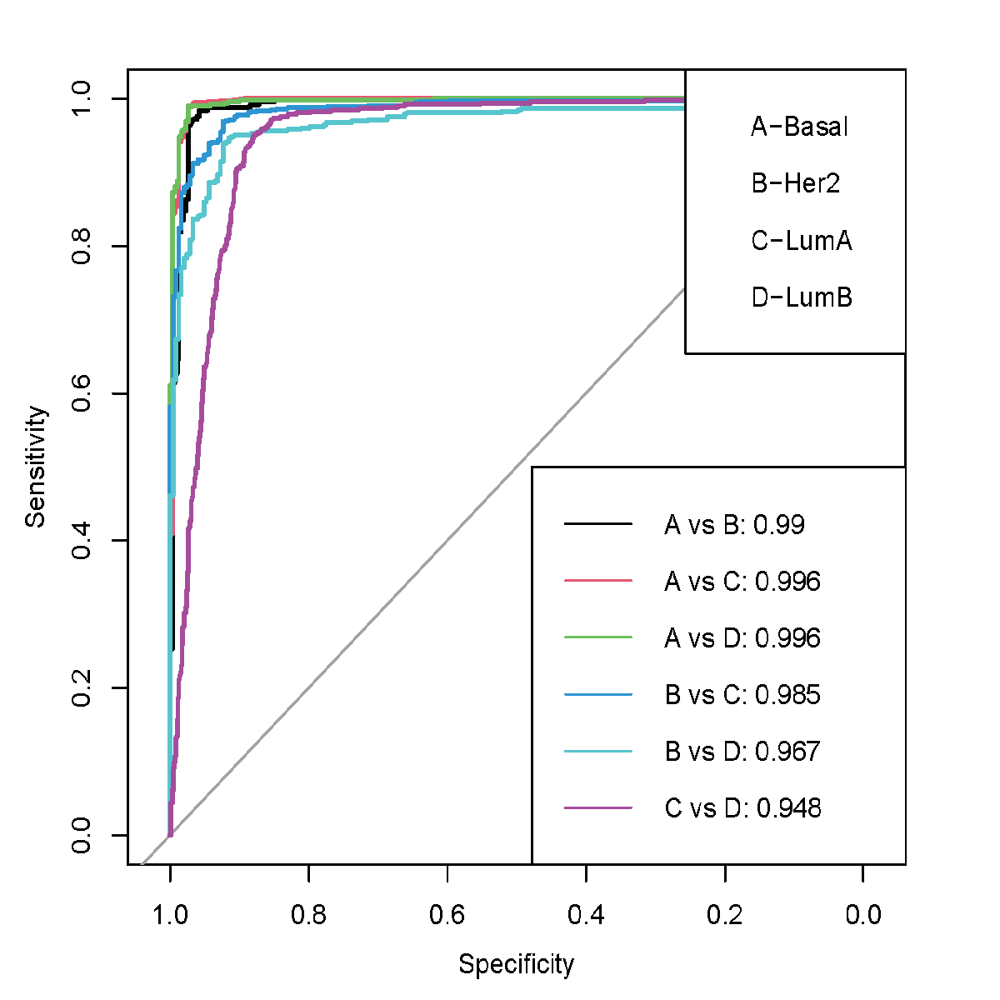 A−Basal
B−Her2
C−LumA
D−LumB
A vs B: 0.99
A vs C: 0.996
A vs D: 0.996
B vs C: 0.985
B vs D: 0.967
C vs D: 0.948
Sensitivity
1.0
0.8
0.6
0.4
0.2
0.0
1.0 0.8 0.6 0.4 0.2 0.0
Specificity